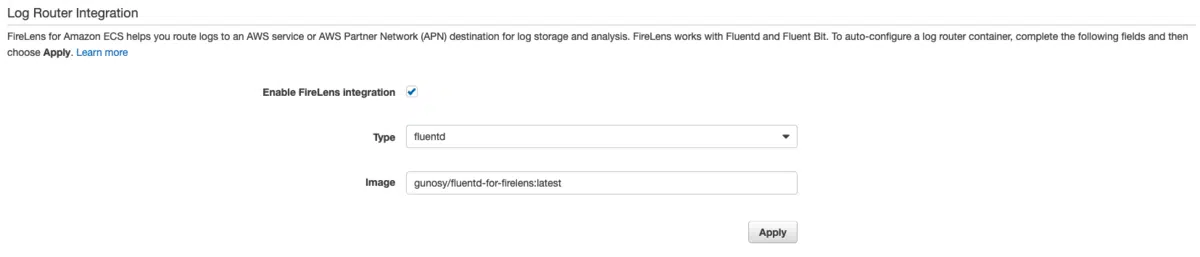 Log Router Integration
FireLens for Amazon ECS helps you route logs to an AWS service or AWS Partner Network (APN) destination for log storage and analysis. FireLens works with Fluentd and Fluent Bit. To auto-configure a log router container, complete the following fields and then
choose Apply. Learn more
Enable FireLens integration
Type fluentd
Image gunosy/fluentd-for-firelens:latest
Apply